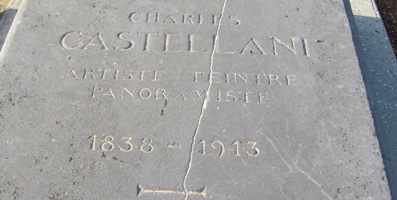 CHARLES
CASTELLANI
ARTISTE PEINTRE
PANORAMISTE
1838 - 1913